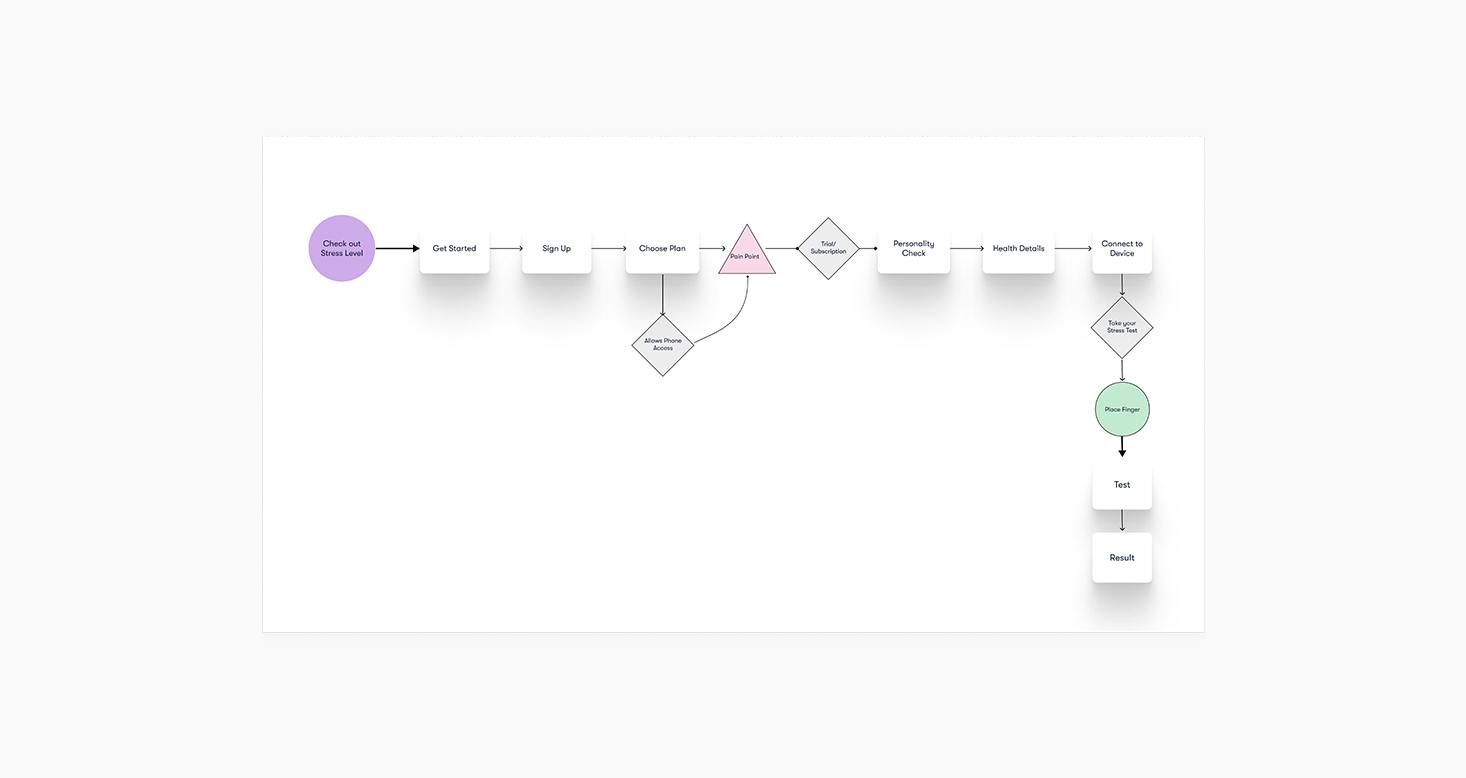 Check out
Stress Level
Get Started
Sign Up
Choose Plan
Pain Point
Trial/
Subscription
Personality
Check
Health Details
Connect to
Device
Allows Phone
Access
Take your
Stress Test
Place Finger
Test
Result